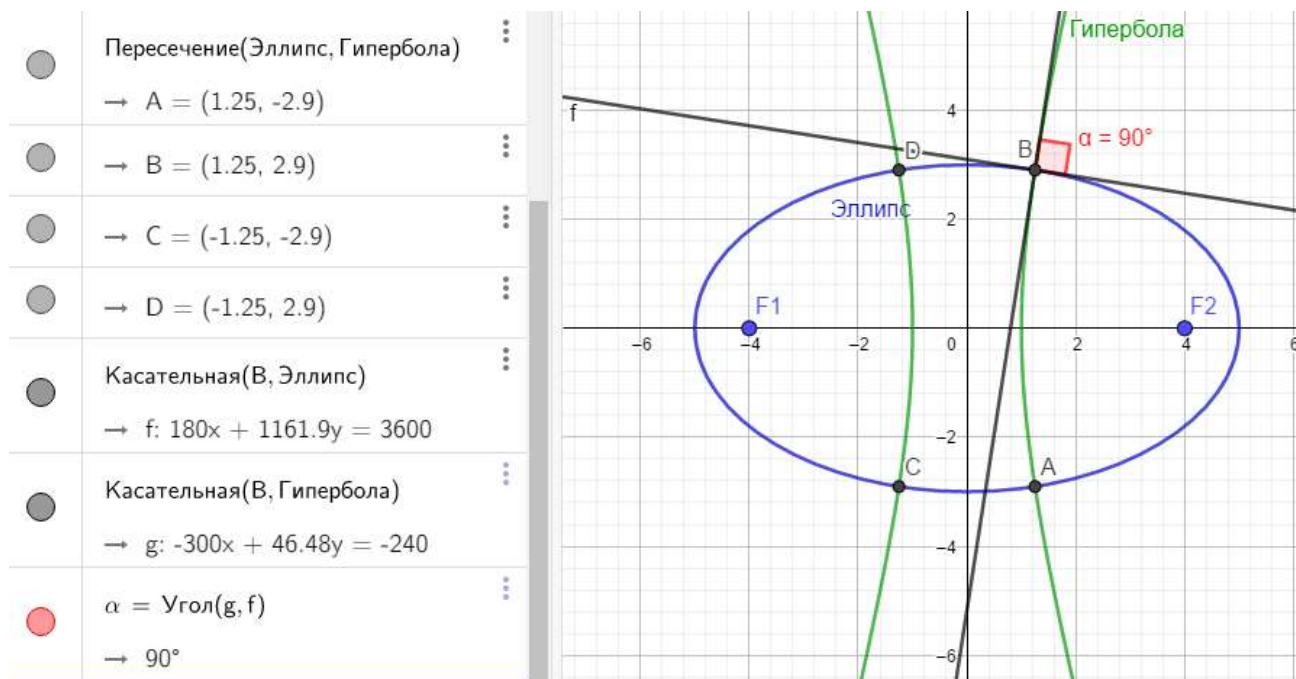 Пересечение(Эллипс, Гипербола)
→ A = (1.25, -2.9)
→ B = (1.25, 2.9)
→ C = (-1.25, -2.9)
→ D = (-1.25, 2.9)
Касательная(B, Эллипс)
→ f: 180x + 1161.9y = 3600
Касательная(B, Гипербола)
→ g: -300x + 46.48y = -240
α = Угол(g, f)
→ 90°
Гипербола
f
4
D
B
α = 90°
Эллипс
2
F1
F2
−6
−4
−2
0
2
4
6
−2
C
A
−4
−6